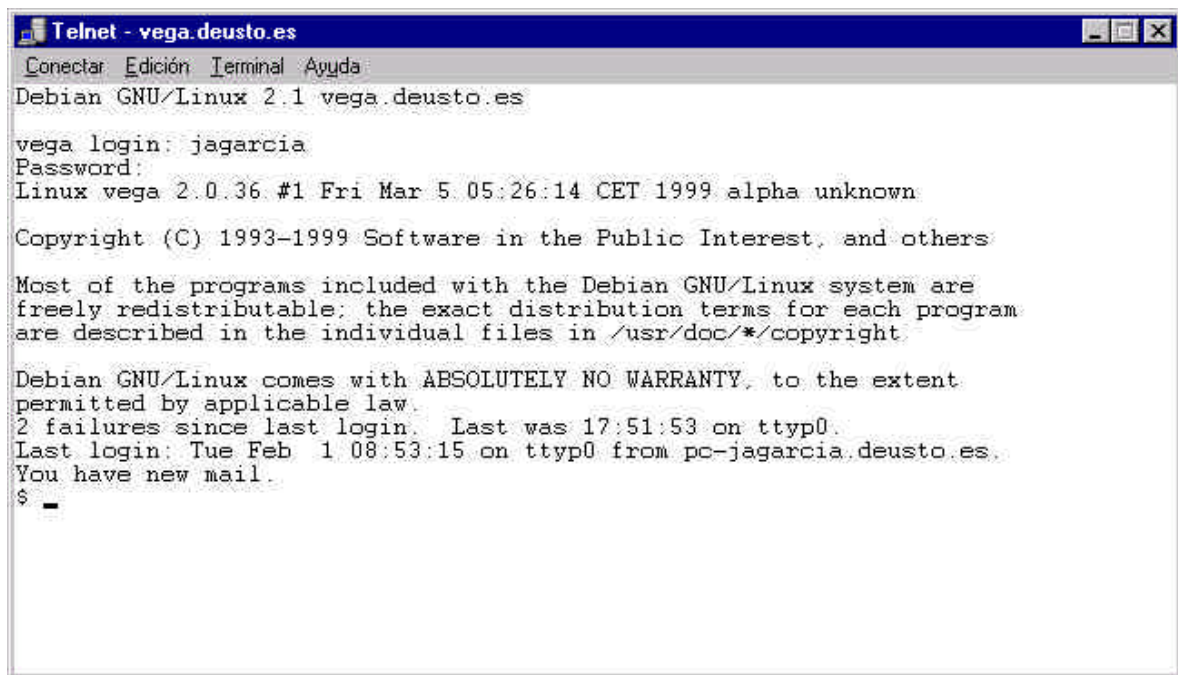 Telnet - vega.deusto.es
Conectar Edición Terminal Ayuda
Debian GNU/Linux 2.1 vega.deusto.es
vega login: jagarcia
Password:
Linux vega 2.0.36 #1 Fri Mar 5 05:26:14 CET 1999 alpha unknown
Copyright (C) 1993-1999 Software in the Public Interest, and others
Most of the programs included with the Debian GNU/Linux system are
freely redistributable; the exact distribution terms for each program
are described in the individual files in /usr/doc/*/copyright
Debian GNU/Linux comes with ABSOLUTELY NO WARRANTY, to the extent
permitted by applicable law.
2 failures since last login.  Last was 17:51:53 on ttyp0.
Last login: Tue Feb  1 08:53:15 on ttyp0 from pc-jagarcia.deusto.es.
You have new mail.
$ _